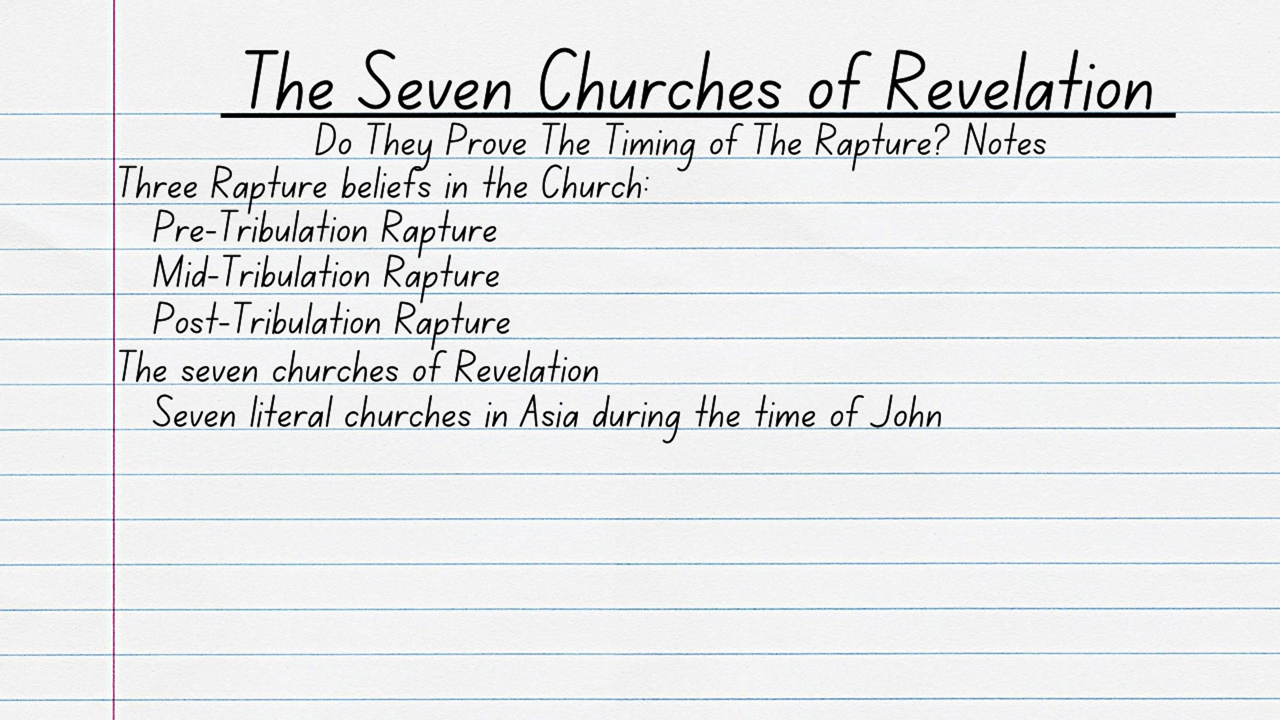 The Seven Churches of Revelation
Do They Prove The Timing of The Rapture? Notes
Three Rapture beliefs in the Church:
Pre-Tribulation Rapture
Mid-Tribulation Rapture
Post-Tribulation Rapture
The seven churches of Revelation
Seven literal churches in Asia during the time of John